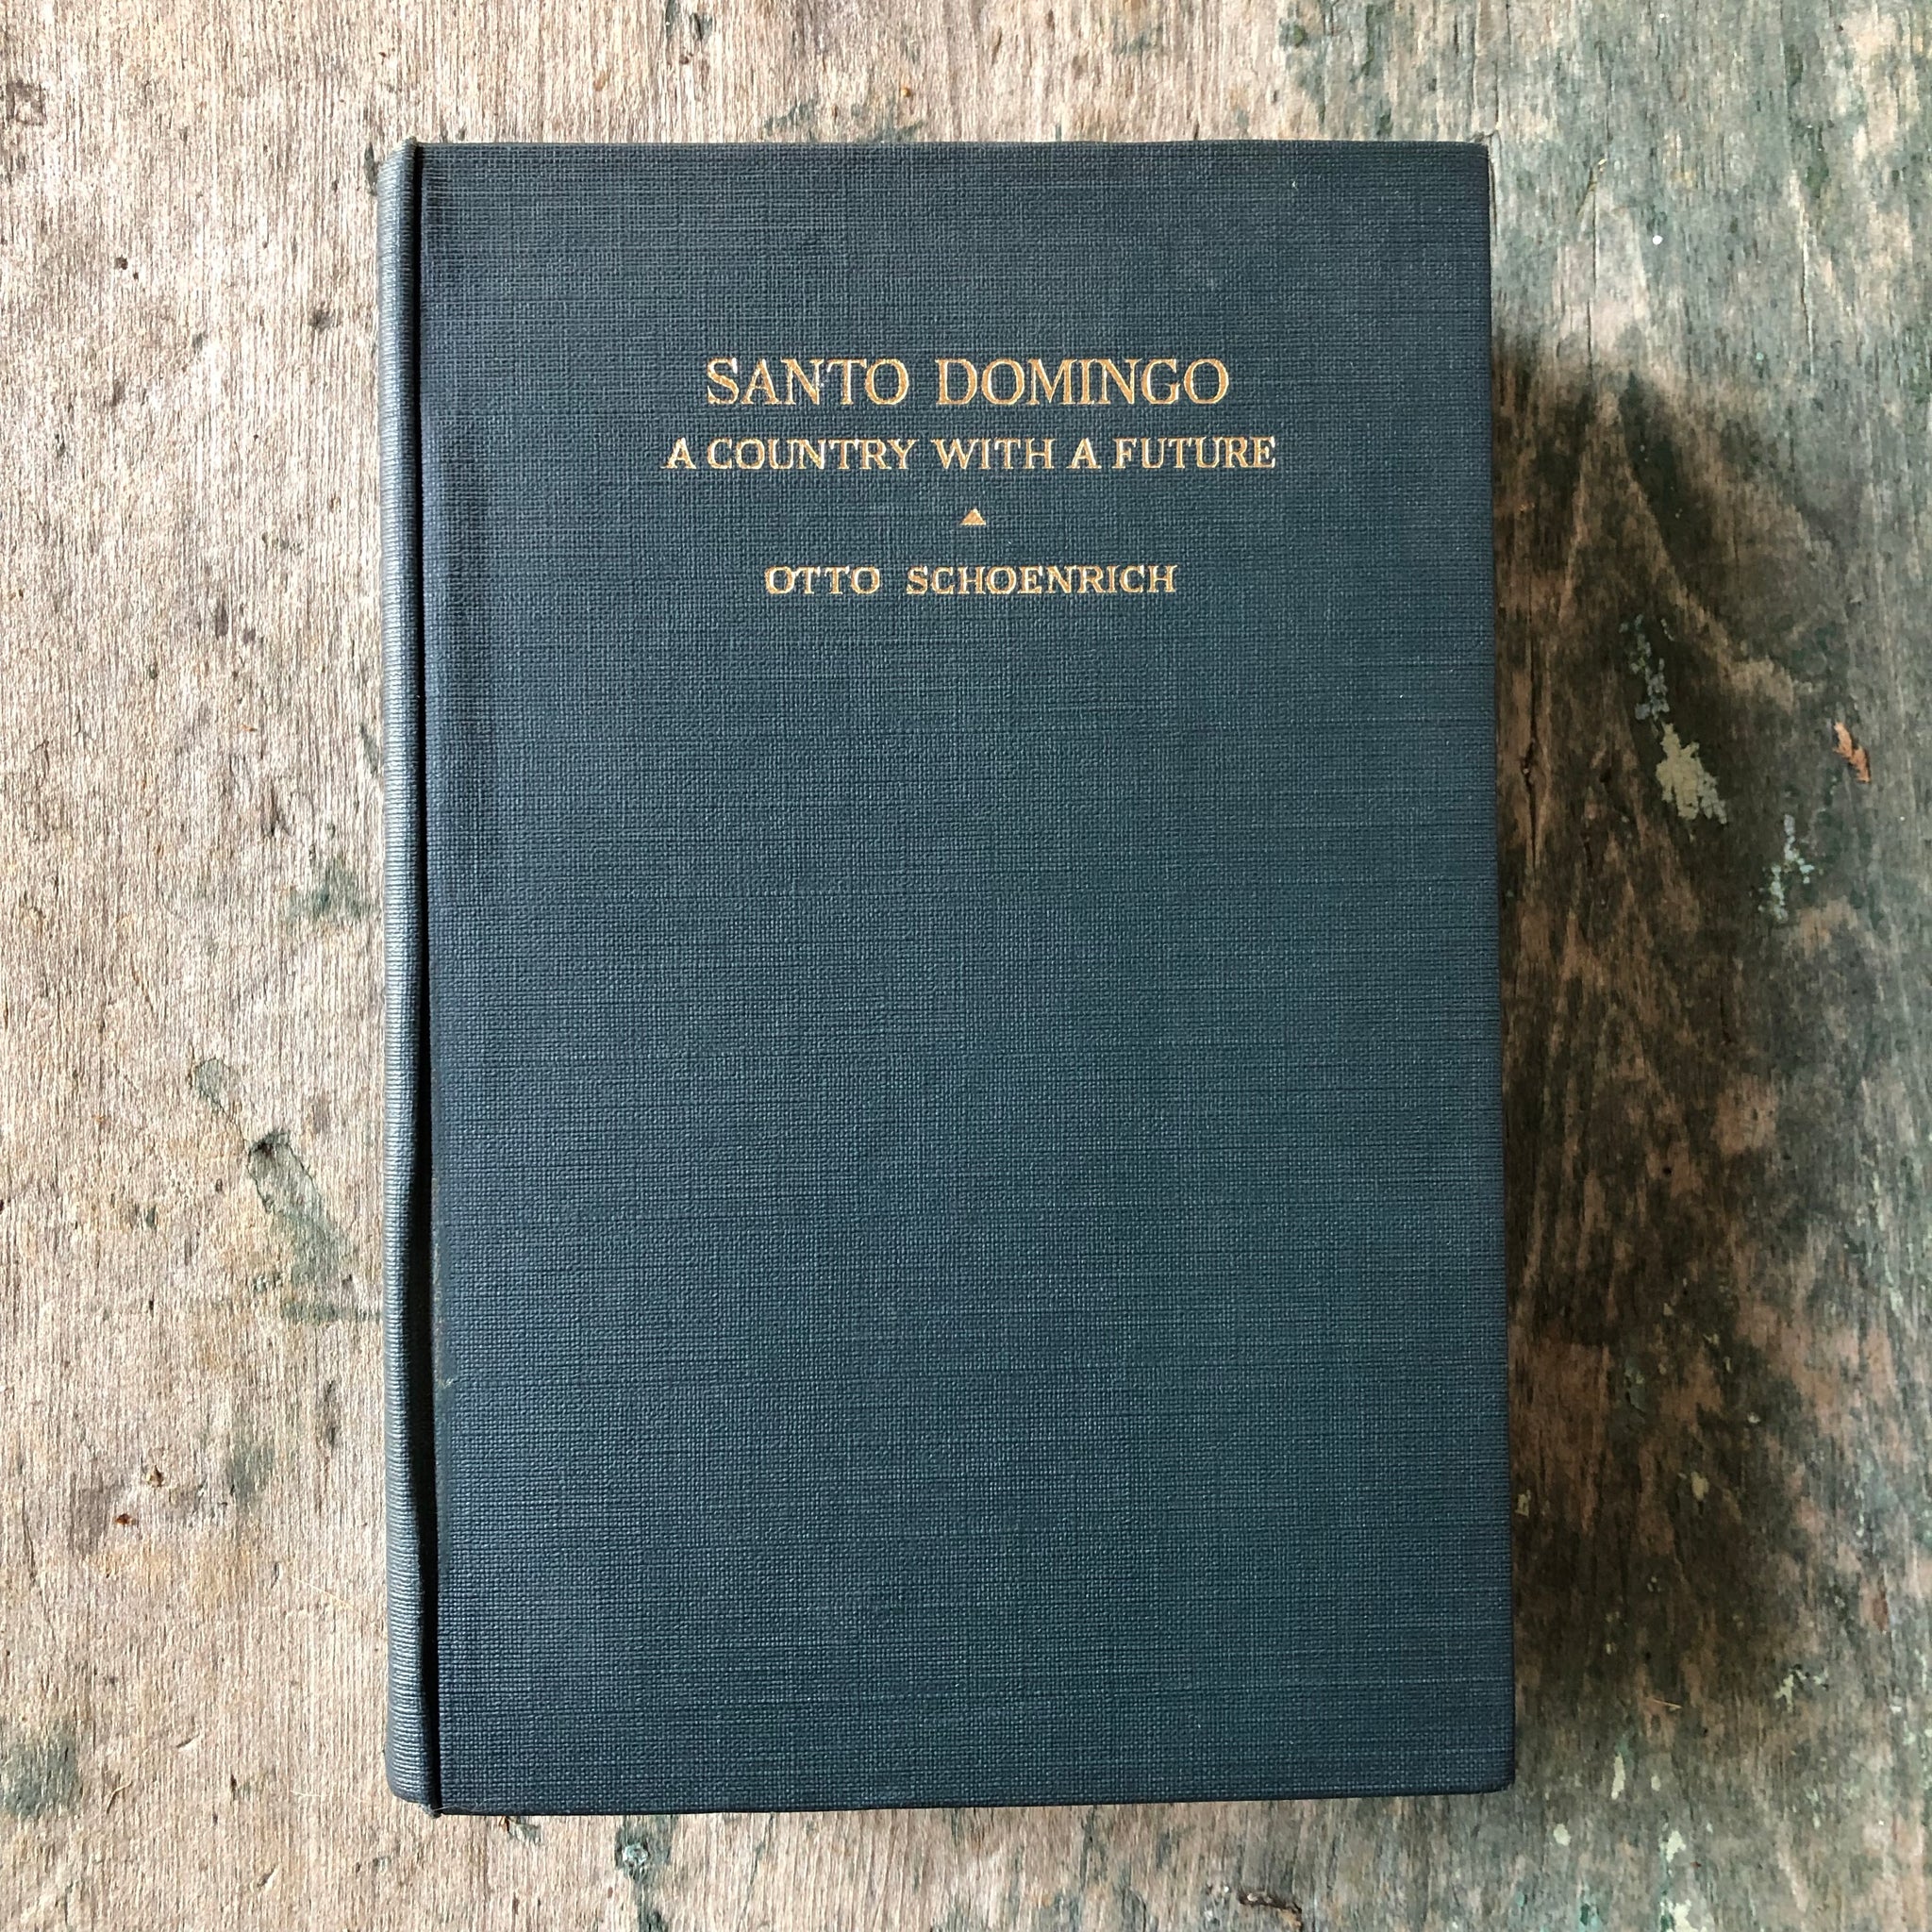 SANTO DOMINGO
A COUNTRY WITH A FUTURE
OTTO SCHOENRICH